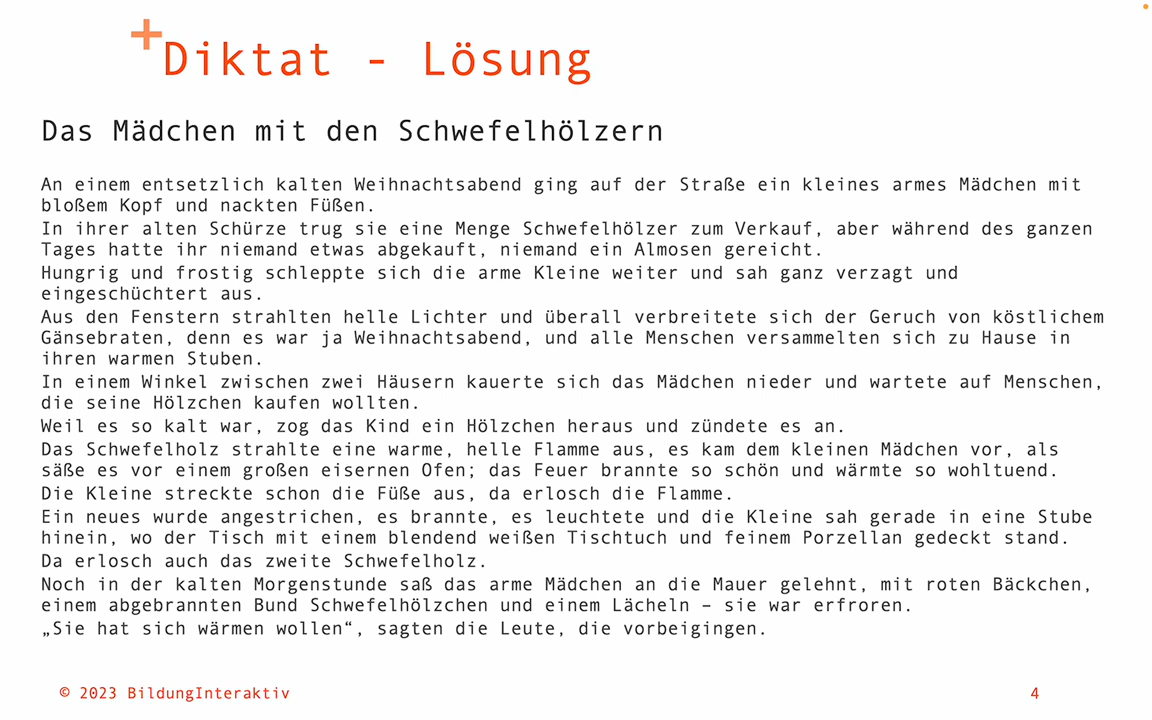 Diktat - Lösung
Das Mädchen mit den Schwefelhölzern
An einem entsetzlich kalten Weihnachtsabend ging auf der Straße ein kleines armes Mädchen mit
bloßem Kopf und nackten Füßen.
In ihrer alten Schürze trug sie eine Menge Schwefelhölzer zum Verkauf, aber während des ganzen
Tages hatte ihr niemand etwas abgekauft, niemand ein Almosen gereicht.
Hungrig und frostig schleppte sich die arme Kleine weiter und sah ganz verzagt und
eingeschüchtert aus.
Aus den Fenstern strahlten helle Lichter und überall verbreitete sich der Geruch von köstlichem
Gänsebraten, denn es war ja Weihnachtsabend, und alle Menschen versammelten sich zu Hause in
ihren warmen Stuben.
In einem Winkel zwischen zwei Häusern kauerte sich das Mädchen nieder und wartete auf Menschen,
die seine Hölzchen kaufen wollten.
Weil es so kalt war, zog das Kind ein Hölzchen heraus und zündete es an.
Das Schwefelholz strahlte eine warme, helle Flamme aus, es kam dem kleinen Mädchen vor, als
säße es vor einem großen eisernen Ofen; das Feuer brannte so schön und wärmte so wohltuend.
Die Kleine streckte schon die Füße aus, da erlosch die Flamme.
Ein neues wurde angestrichen, es brannte, es leuchtete und die Kleine sah gerade in eine Stube
hinein, wo der Tisch mit einem blendend weißen Tischtuch und feinem Porzellan gedeckt stand.
Da erlosch auch das zweite Schwefelholz.
Noch in der kalten Morgenstunde saß das arme Mädchen an die Mauer gelehnt, mit roten Bäckchen,
einem abgebrannten Bund Schwefelhölzchen und einem Lächeln – sie war erfroren.
„Sie hat sich wärmen wollen“, sagten die Leute, die vorbeigingen.
© 2023 BildungInteraktiv 4